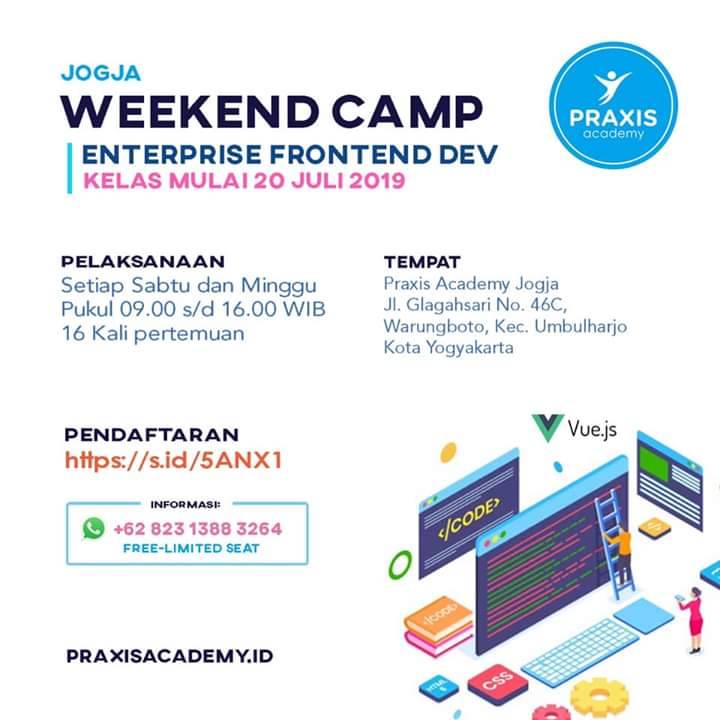 JOGJA
WEEKEND CAMP
ENTERPRISE FRONTEND DEV
KELAS MULAI 20 JULI 2019
PRAXIS
academy
PELAKSANAAN
Setiap Sabtu dan Minggu
Pukul 09.00 s/d 16.00 WIB
16 Kali pertemuan
TEMPAT
Praxis Academy Jogja
Jl. Glagahsari No. 46C,
Warungboto, Kec. Umbulharjo
Kota Yogyakarta
PENDAFTARAN
https://s.id/5ANX1
INFORMASI:
+62 823 1388 3264
FREE-LIMITED SEAT
PRAXISACADEMY.ID
Vue.js
</CODE>
</CODE>
HTML
5
CSS